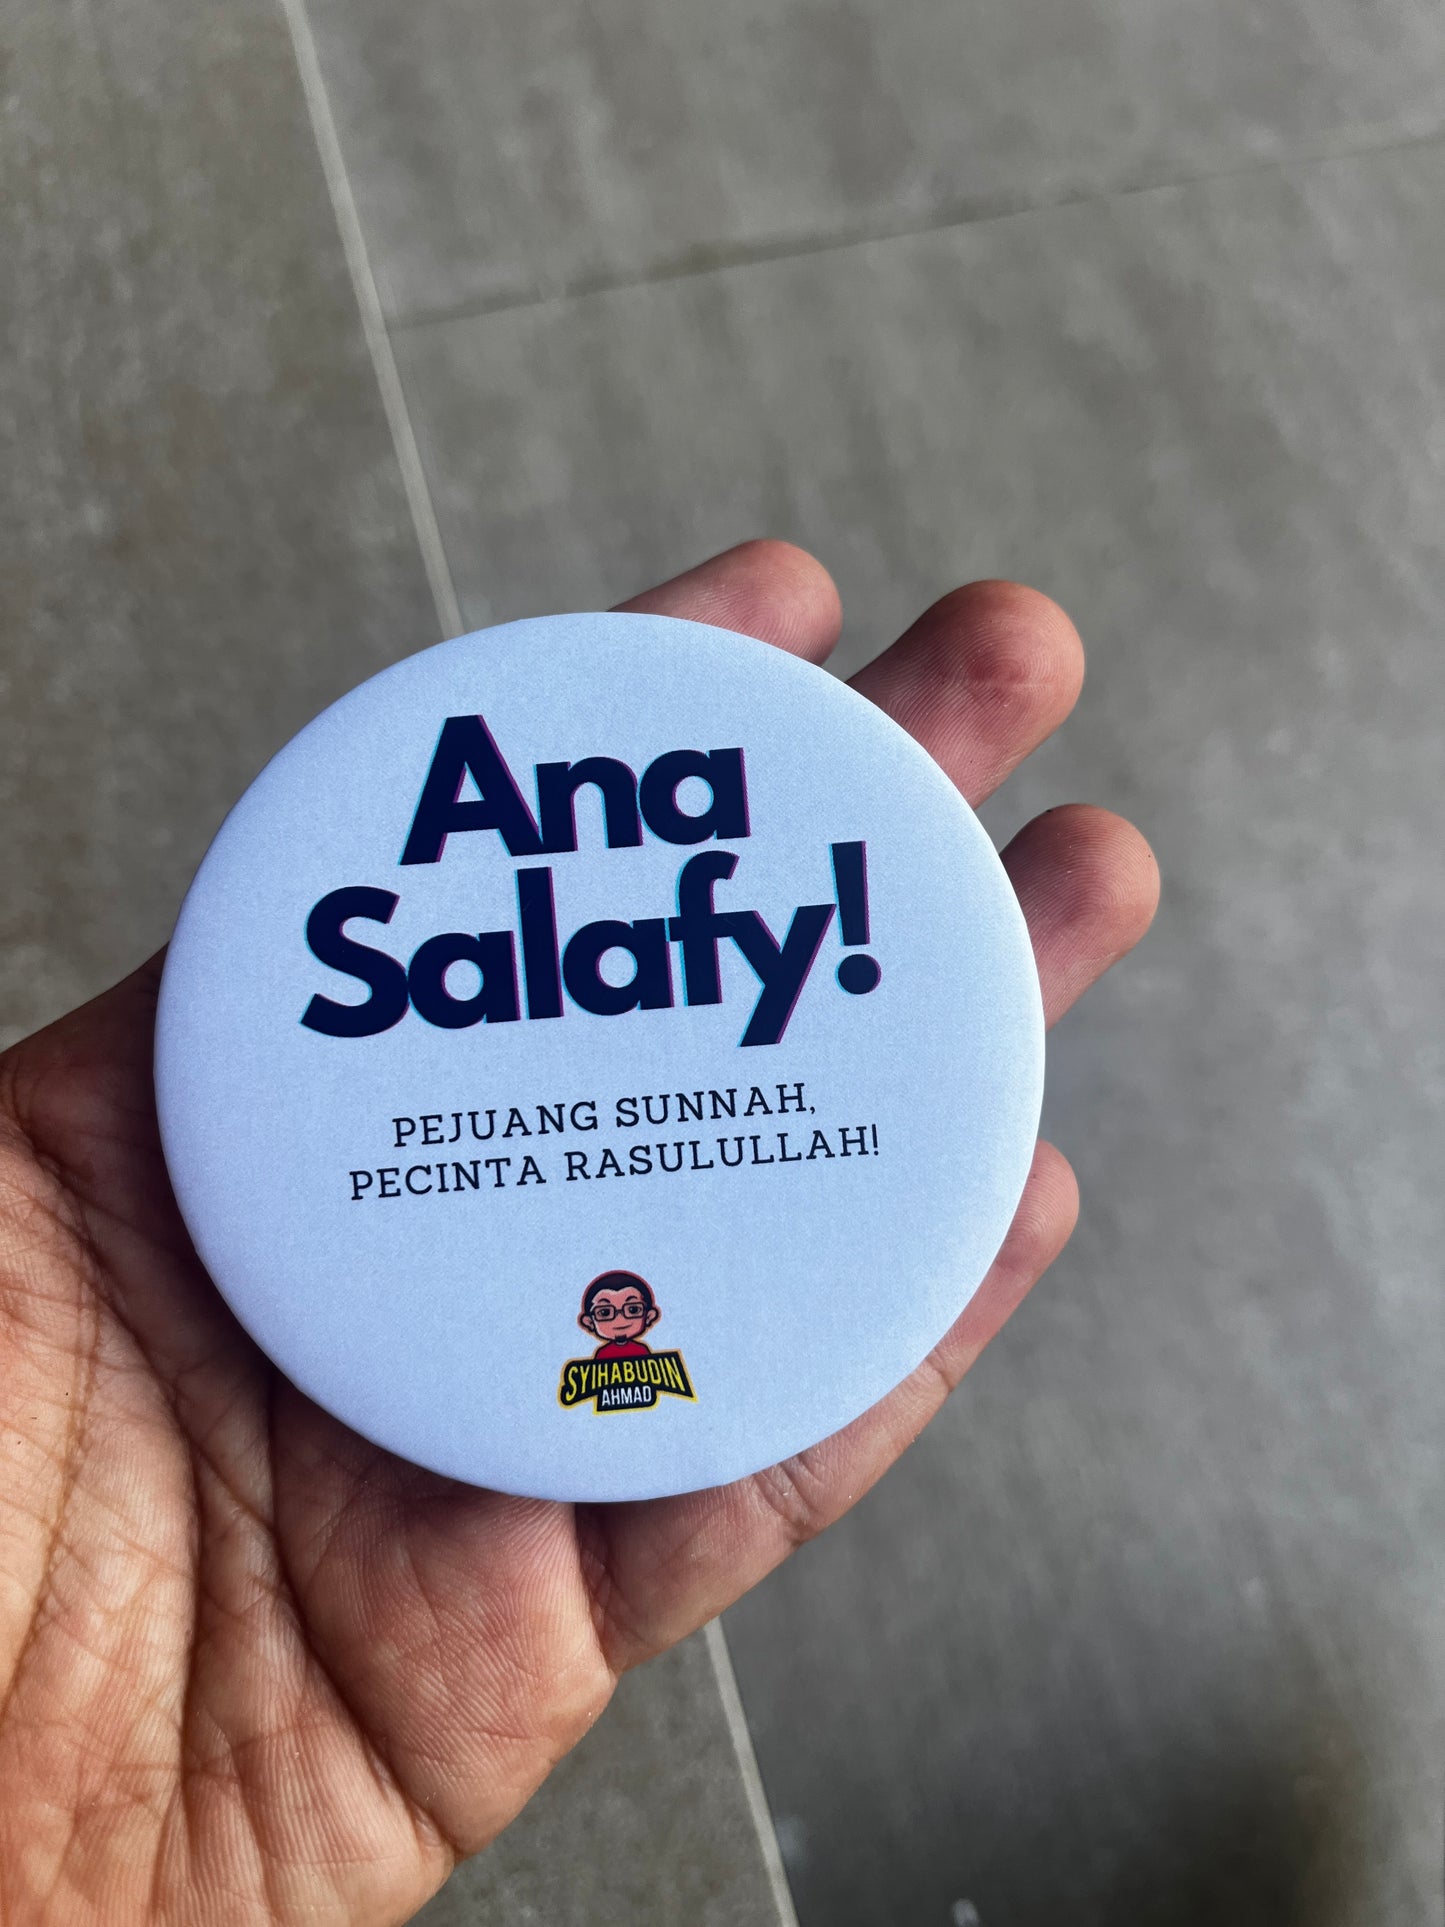 Ana
Salafy!
PEJUANG SUNNAH,
PECINTA RASULULLAH!
SYIHABUDIN
AHMAD